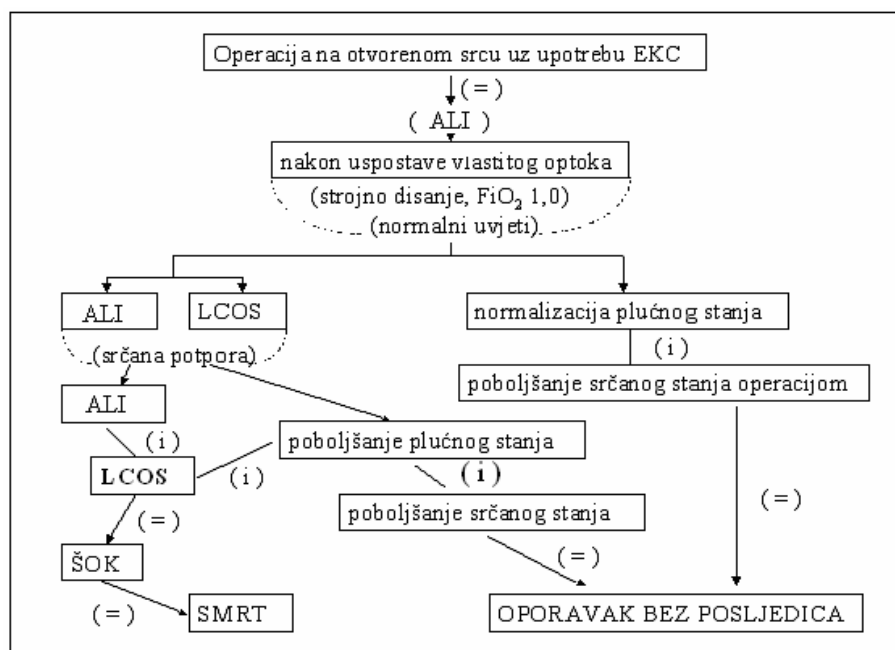 Operacija na otvorenom srcu uz upotrebu EKC
( = )
( ALI )
nakon uspostave vlastitog optoka
(strojno disanje, FiO₂ 1,0)
(normalni uvjeti)
ALI
LCOS
normalizacija plućnog stanja
(srčana potpora)
( i )
poboljšanje srčanog stanja operacijom
ALI
( i )
poboljšanje plućnog stanja
LCOS
( i )
( i )
poboljšanje srčanog stanja
( = )
( = )
ŠOK
( = )
( = )
SMRT
OPORAVAK BEZ POSLJEDICA